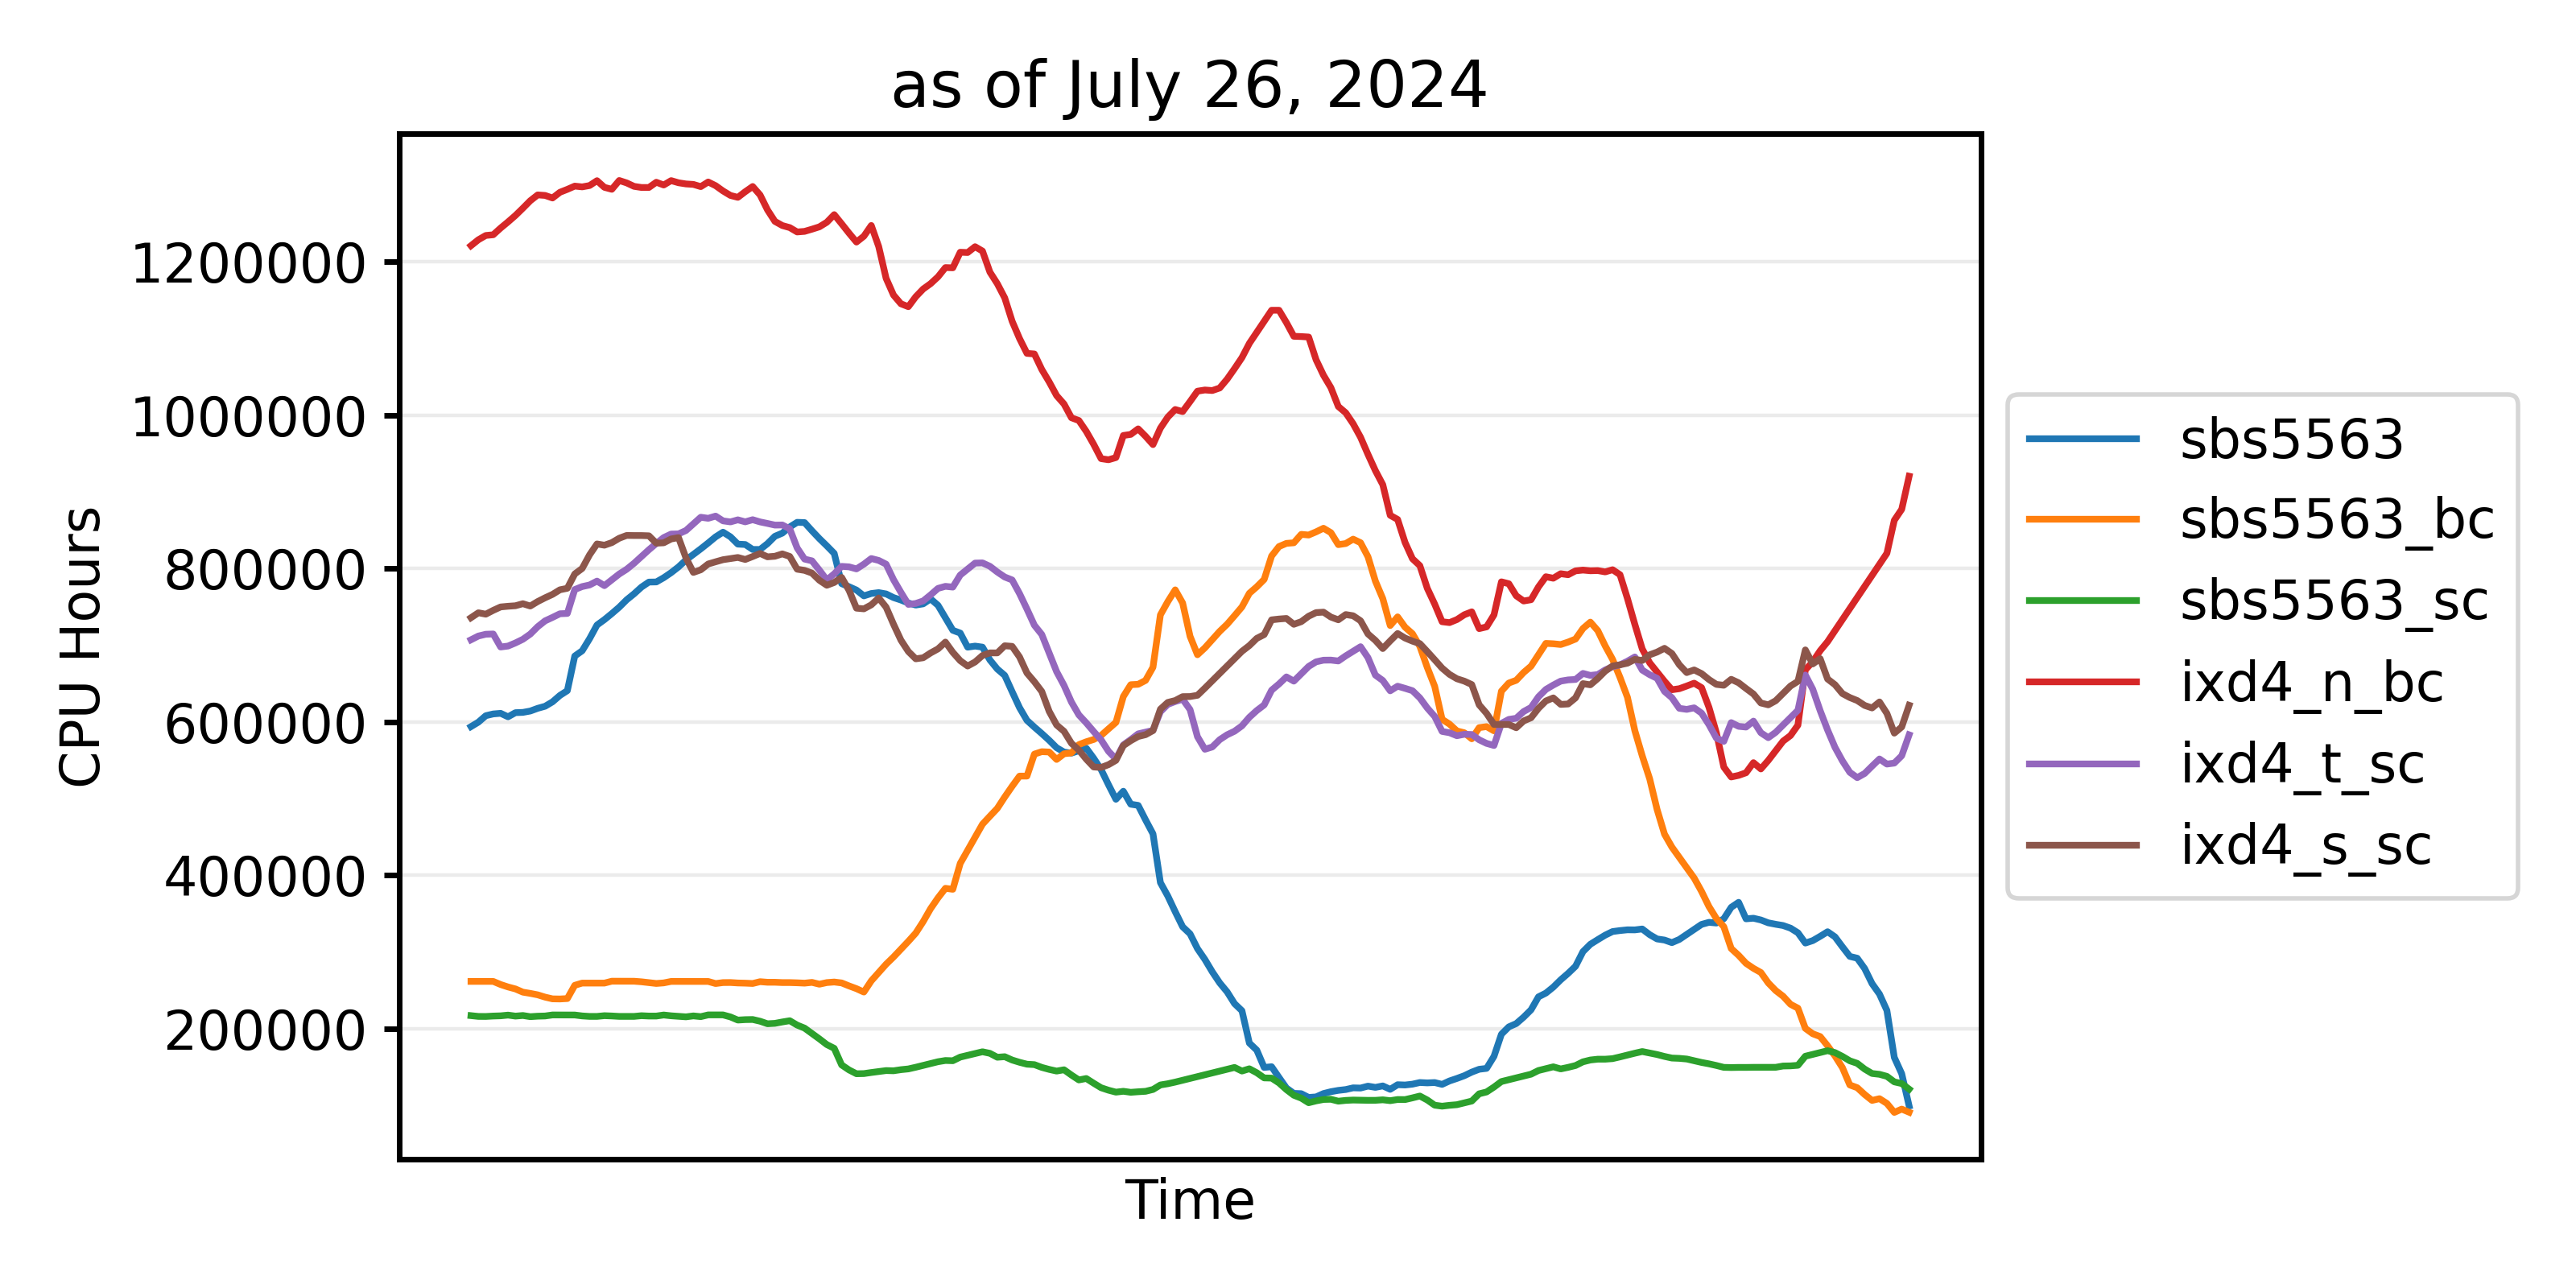 as of July 26, 2024
CPU Hours
1200000
1000000
800000
600000
400000
200000
Time
sbs5563
sbs5563_bc
sbs5563_sc
ixd4_n_bc
ixd4_t_sc
ixd4_s_sc